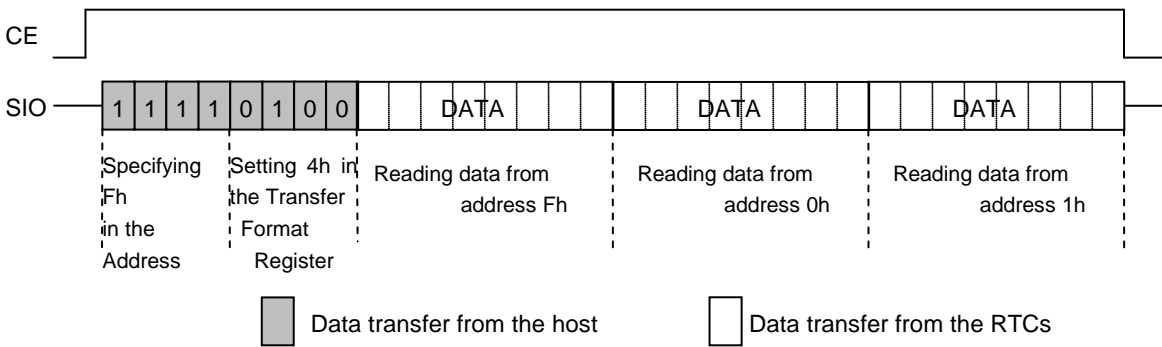 CE
SIO
1 1 1 1 0 1 0 0 DATA DATA DATA
Specifying
Fh
in the
Address
Setting 4h in
the Transfer
Format
Register
Reading data from
address Fh
Reading data from
address 0h
Reading data from
address 1h
Data transfer from the host
Data transfer from the RTCs